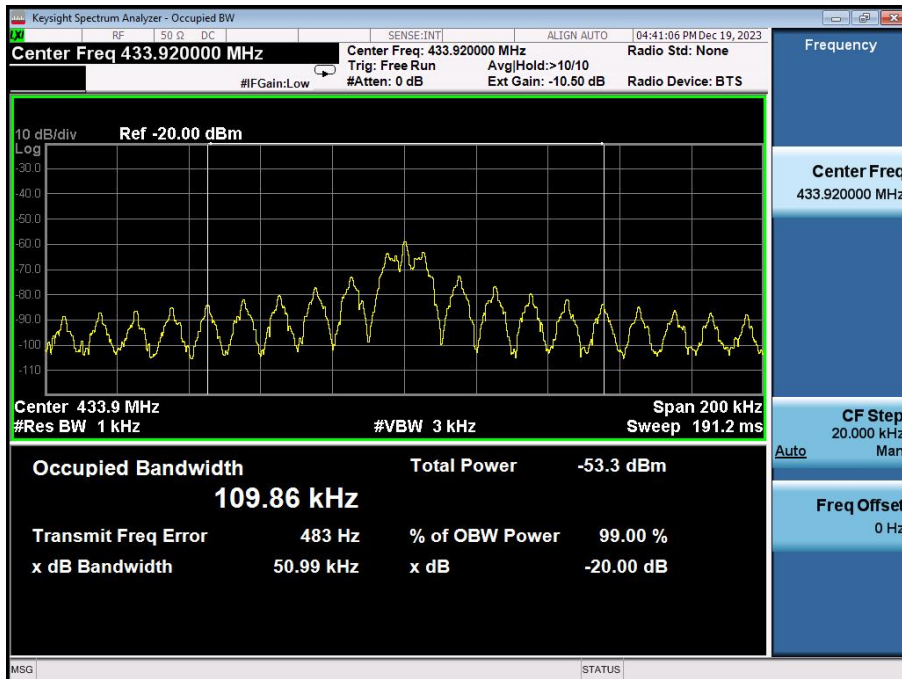 Keysight Spectrum Analyzer - Occupied BW
LXI RF 50 Ω DC SENSE:INT ALIGN AUTO 04:41:06 PM Dec 19, 2023
Center Freq 433.920000 MHz
Center Freq: 433.920000 MHz Radio Std: None
Trig: Free Run Avg|Hold:>10/10
#IFGain:Low #Atten: 0 dB Ext Gain: -10.50 dB Radio Device: BTS
10 dB/div Ref -20.00 dBm
Log
-30.0
-40.0
-50.0
-60.0
-70.0
-80.0
-90.0
-100
-110
Center 433.9 MHz Span 200 kHz
#Res BW 1 kHz #VBW 3 kHz Sweep 191.2 ms
Occupied Bandwidth Total Power -53.3 dBm
109.86 kHz
Transmit Freq Error 483 Hz % of OBW Power 99.00 %
x dB Bandwidth 50.99 kHz x dB -20.00 dB
MSG STATUS
Frequency
Center Freq
433.920000 MHz
CF Step
20.000 kHz
Auto Man
Freq Offset
0 Hz